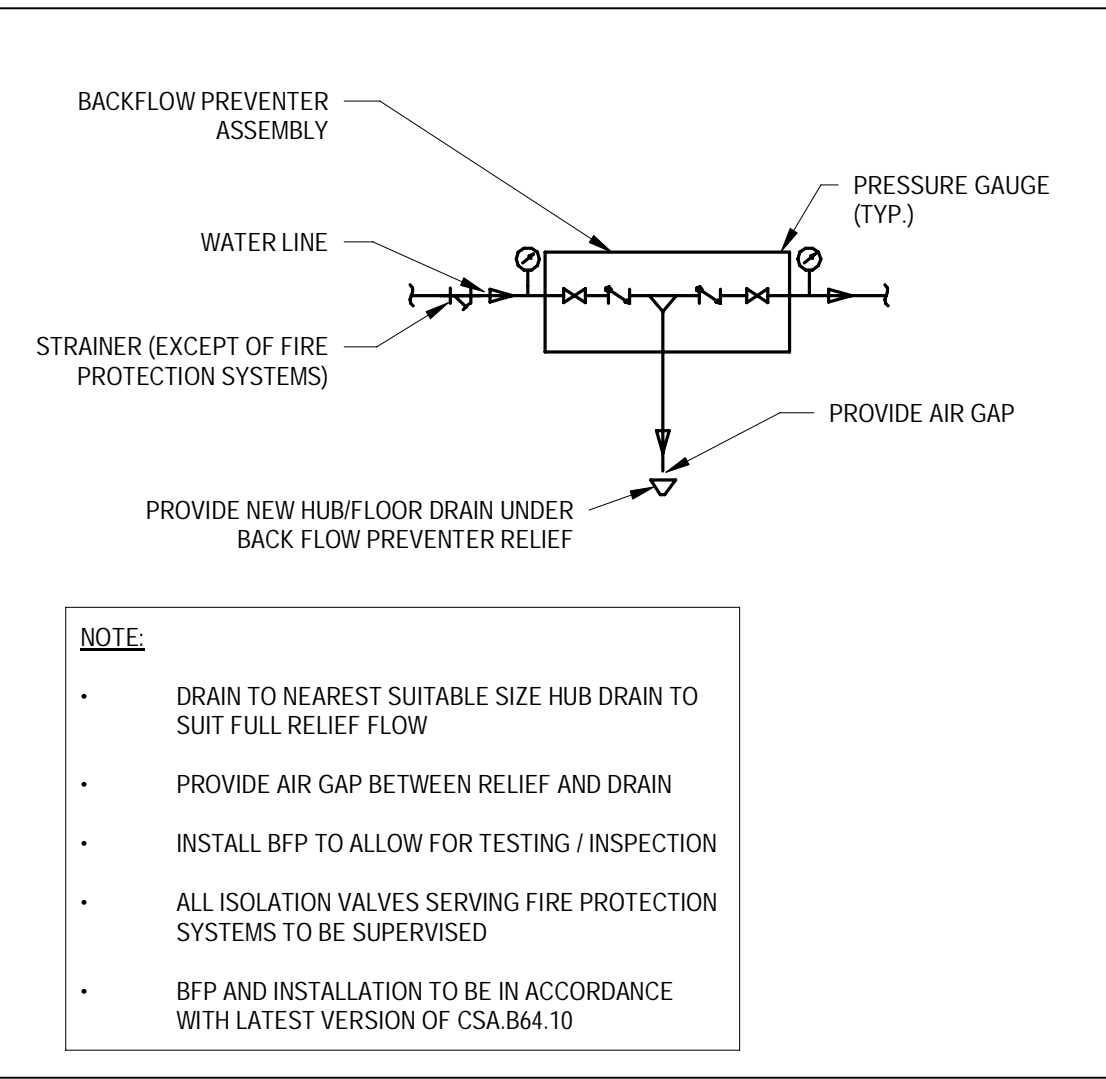 BACKFLOW PREVENTER
ASSEMBLY
PRESSURE GAUGE
(TYP.)
WATER LINE
STRAINER (EXCEPT OF FIRE
PROTECTION SYSTEMS)
PROVIDE AIR GAP
PROVIDE NEW HUB/FLOOR DRAIN UNDER
BACK FLOW PREVENTER RELIEF
NOTE:
• DRAIN TO NEAREST SUITABLE SIZE HUB DRAIN TO
SUIT FULL RELIEF FLOW
• PROVIDE AIR GAP BETWEEN RELIEF AND DRAIN
• INSTALL BFP TO ALLOW FOR TESTING / INSPECTION
• ALL ISOLATION VALVES SERVING FIRE PROTECTION
SYSTEMS TO BE SUPERVISED
• BFP AND INSTALLATION TO BE IN ACCORDANCE
WITH LATEST VERSION OF CSA.B64.10